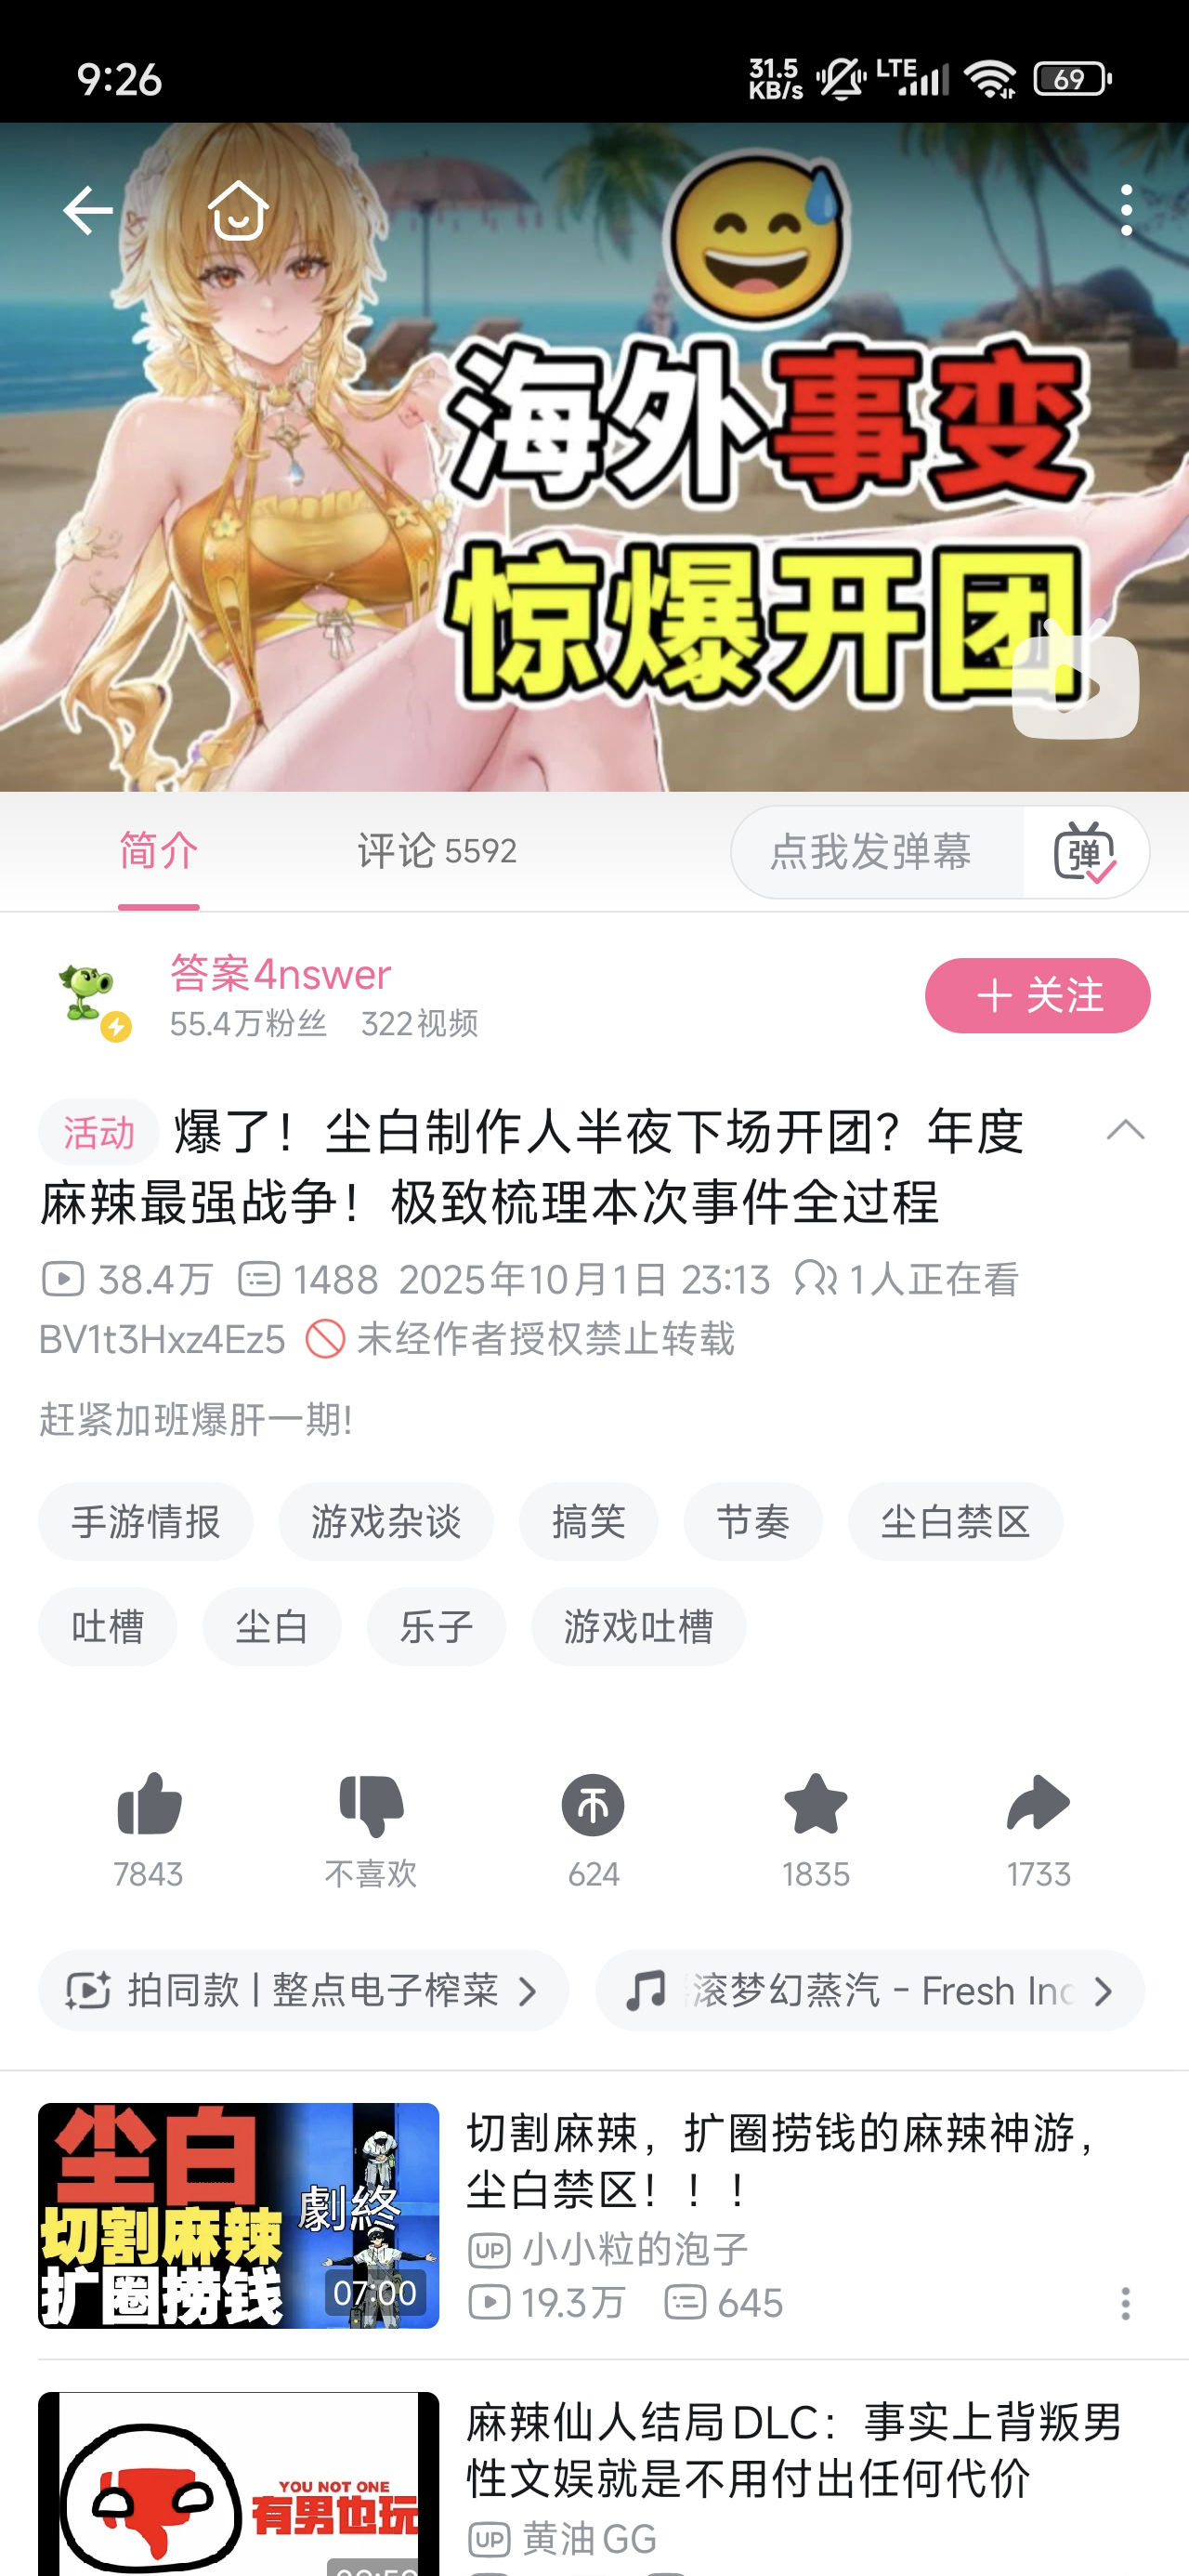 9:26
31.5
KB/s
LTE
69
海外事变
惊爆开团
简介
评论 5592
点我发弹幕
弹
答案4nswer
55.4万粉丝 322视频
＋ 关注
活动 爆了！尘白制作人半夜下场开团？年度
麻辣最强战争！极致梳理本次事件全过程
38.4万 1488 2025年10月1日 23:13 1人正在看
BV1t3Hxz4Ez5 未经作者授权禁止转载
赶紧加班爆肝一期!
手游情报 游戏杂谈 搞笑 节奏 尘白禁区
吐槽 尘白 乐子 游戏吐槽
7843 不喜欢 624 1835 1733
拍同款 | 整点电子榨菜
滚梦幻蒸汽 - Fresh
尘白
切割麻辣
扩圈捞钱
劇終
07:00
切割麻辣，扩圈捞钱的麻辣神游，
尘白禁区！！！
UP 小小粒的泡子
19.3万 645
YOU NOT ONE
有男也玩
麻辣仙人结局DLC：事实上背叛男
性文娱就是不用付出任何代价
UP 黄油GG